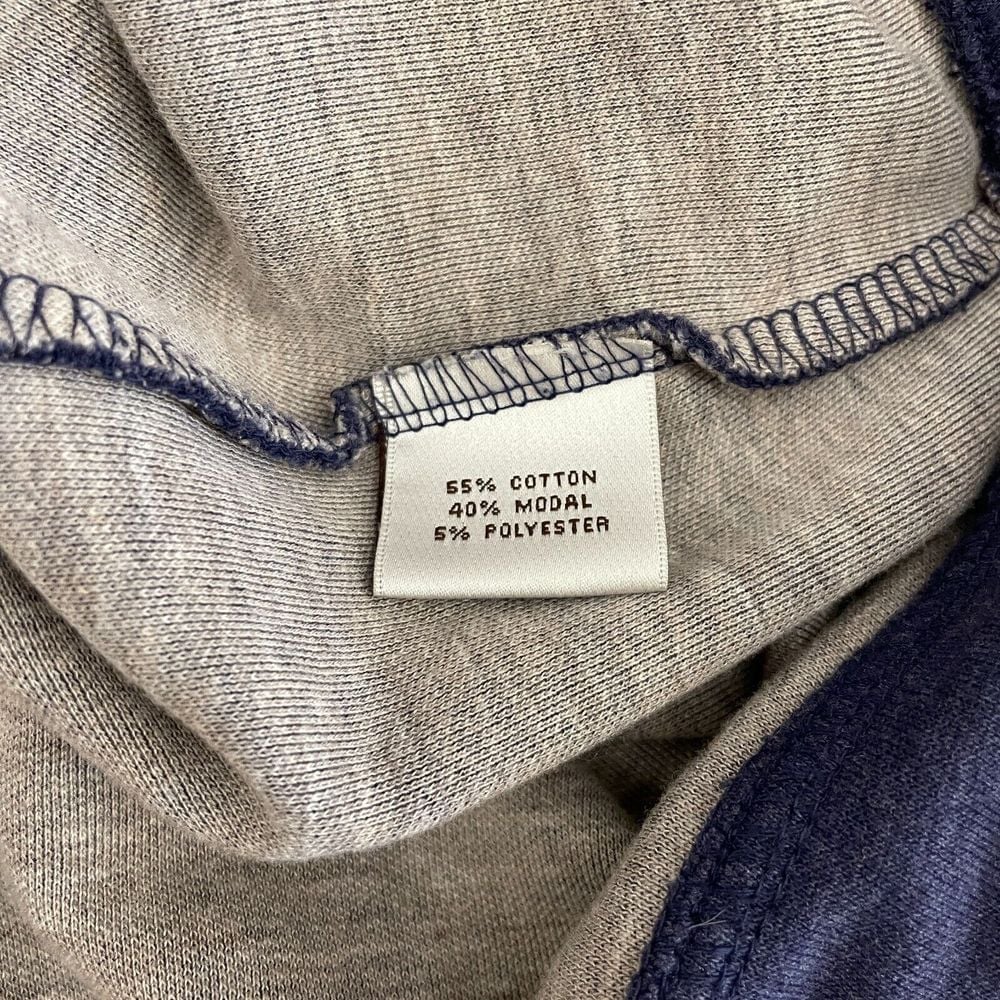 55% COTTON
40% MODAL
5% POLYESTER